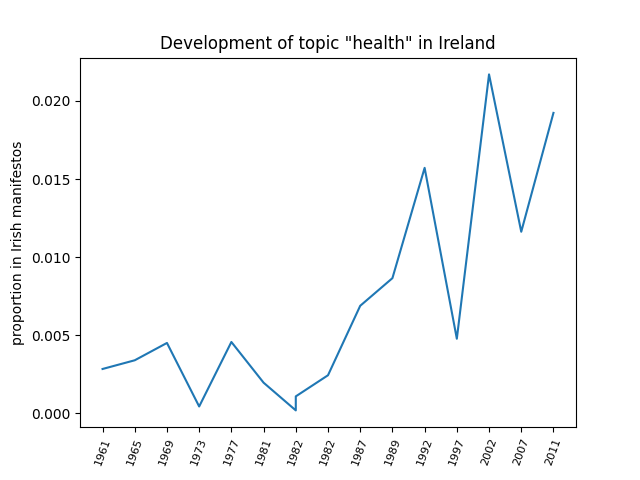 Development of topic "health" in Ireland
proportion in Irish manifestos
0.020
0.015
0.010
0.005
0.000
1961 1965 1969 1973 1977 1981 1982 1982 1987 1989 1992 1997 2002 2007 2011